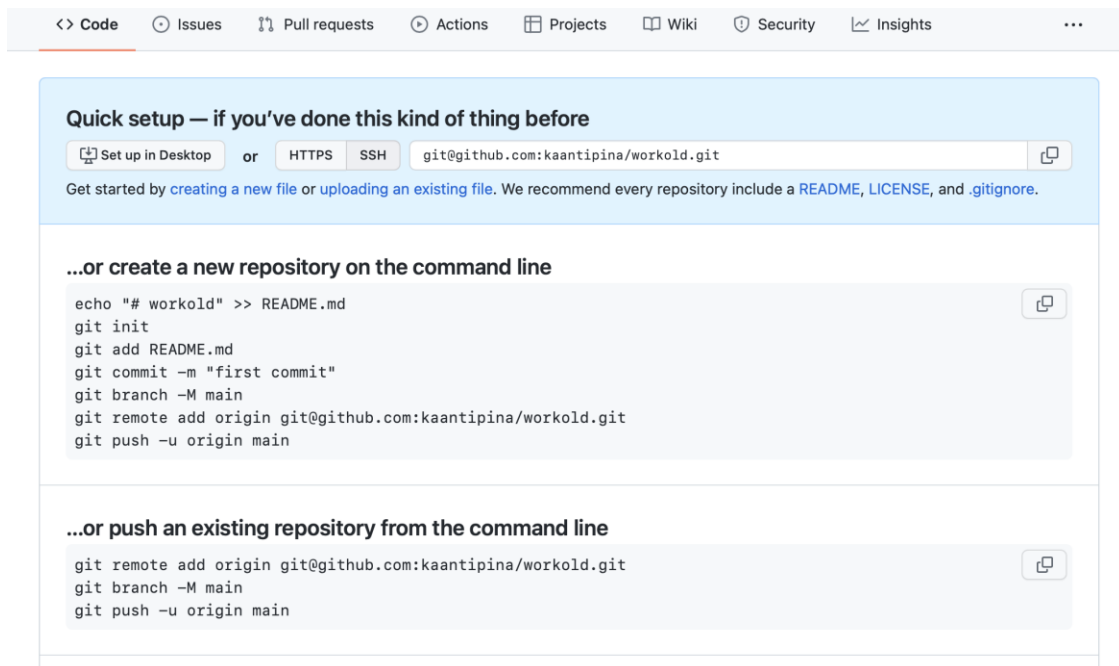 <> Code Issues Pull requests Actions Projects Wiki Security Insights ...
Quick setup — if you’ve done this kind of thing before
Set up in Desktop or HTTPS SSH git@github.com:kaantipina/workold.git
Get started by creating a new file or uploading an existing file. We recommend every repository include a README, LICENSE, and .gitignore.
...or create a new repository on the command line
echo "# workold" >> README.md
git init
git add README.md
git commit -m "first commit"
git branch -M main
git remote add origin git@github.com:kaantipina/workold.git
git push -u origin main
...or push an existing repository from the command line
git remote add origin git@github.com:kaantipina/workold.git
git branch -M main
git push -u origin main